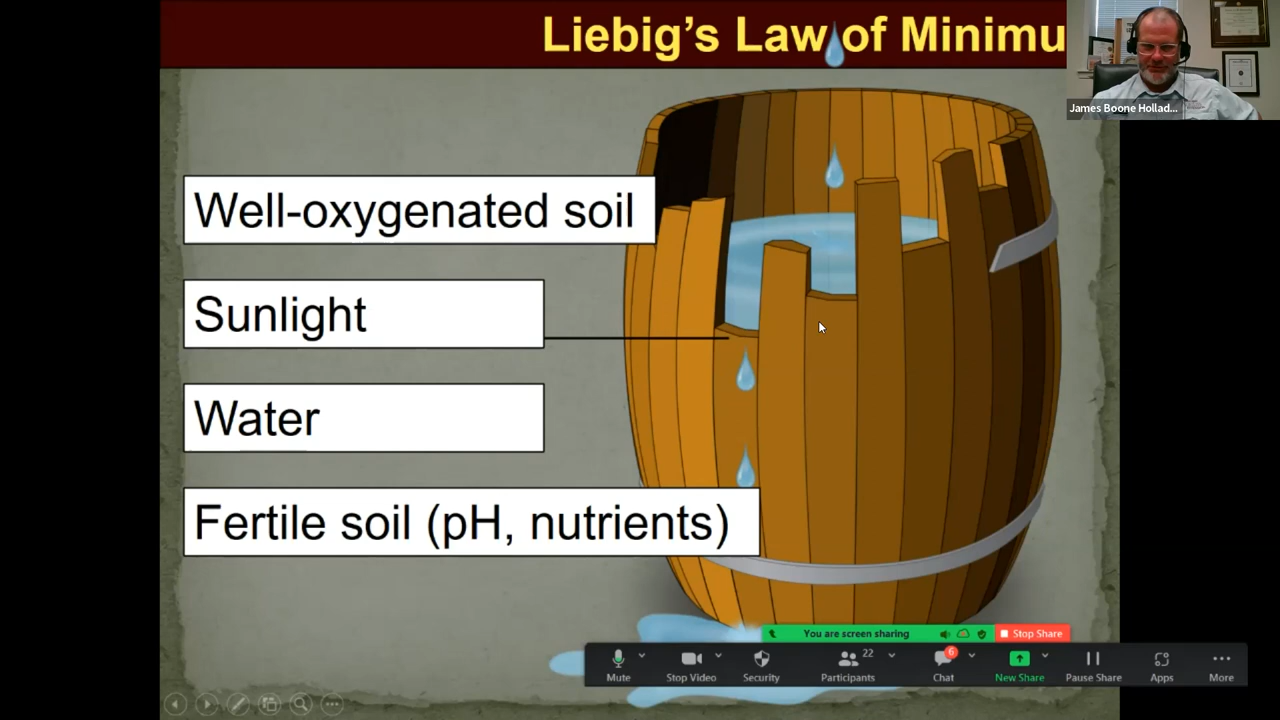 Liebig's Law of Minimu
James Boone Hollad...
Well-oxygenated soil
Sunlight
Water
Fertile soil (pH, nutrients)
You are screen sharing
Stop Share
22
6
Mute
Stop Video
Security
Participants
Chat
New Share
Pause Share
Apps
More